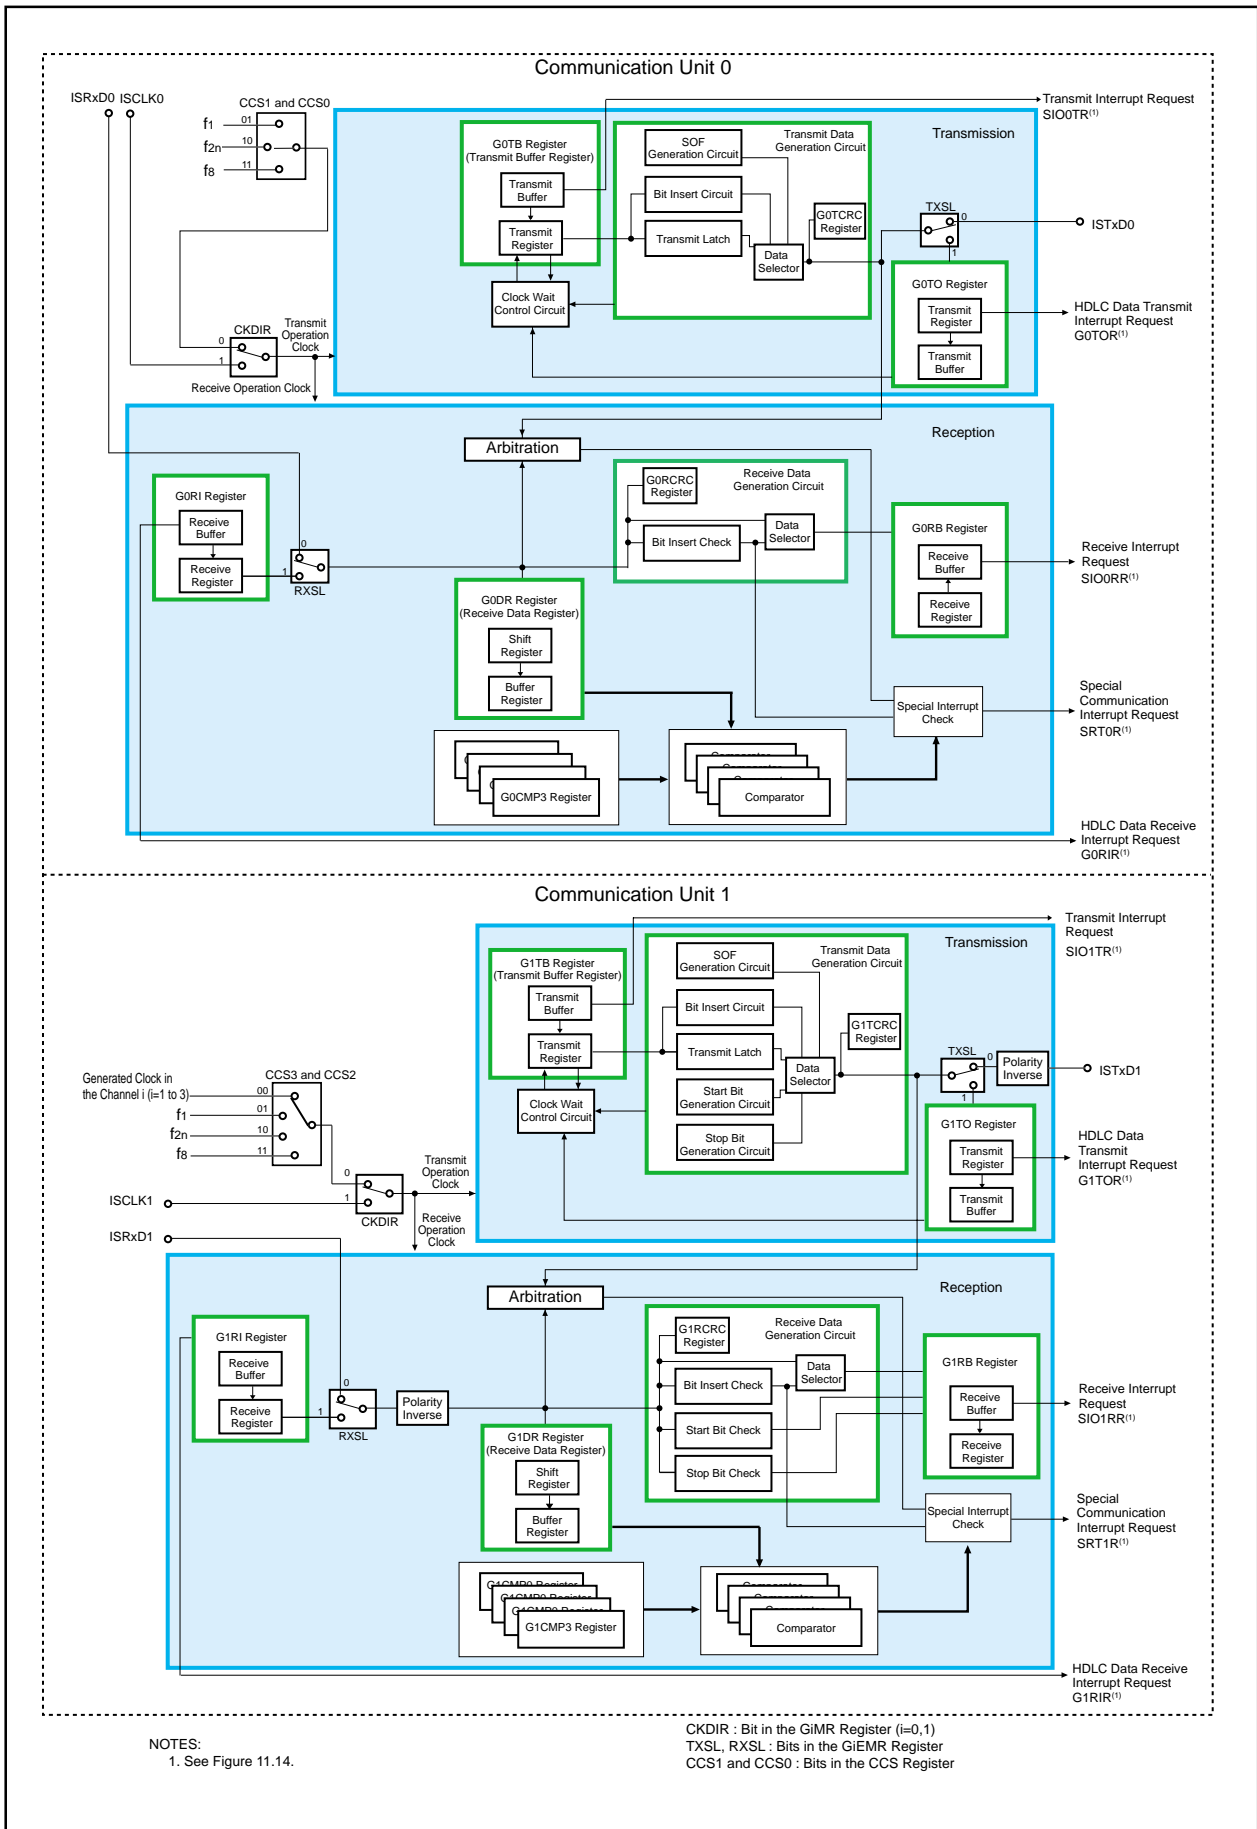 Communication Unit 0
ISRxD0
ISCLK0
CCS1 and CCS0
f1
01
f2n
10
f8
11
Transmit Interrupt Request
SIO0TR(1)
Transmission
G0TB Register
(Transmit Buffer Register)
Transmit
Buffer
Transmit
Register
SOF
Generation Circuit
Transmit Data
Generation Circuit
Bit Insert Circuit
Transmit Latch
Data
Selector
G0TCRC
Register
TXSL
0
1
ISTxD0
Clock Wait
Control Circuit
G0TO Register
Transmit
Register
Transmit
Buffer
HDLC Data Transmit
Interrupt Request
G0TOR(1)
CKDIR
0
1
Transmit
Operation
Clock
Receive Operation Clock
Reception
Arbitration
G0RI Register
Receive
Buffer
Receive
Register
0
1
RXSL
G0RCRC
Register
Receive Data
Generation Circuit
Bit Insert Check
Data
Selector
G0RB Register
Receive
Buffer
Receive
Register
Receive Interrupt
Request
SIO0RR(1)
G0DR Register
(Receive Data Register)
Shift
Register
Buffer
Register
Special Interrupt
Check
Special
Communication
Interrupt Request
SRT0R(1)
G0CMP3 Register
Comparator
Comparator
Comparator
HDLC Data Receive
Interrupt Request
G0RIR(1)
Communication Unit 1
Transmit Interrupt
Request
SIO1TR(1)
Transmission
G1TB Register
(Transmit Buffer Register)
Transmit
Buffer
Transmit
Register
SOF
Generation Circuit
Transmit Data
Generation Circuit
Bit Insert Circuit
Transmit Latch
Start Bit
Generation Circuit
Stop Bit
Generation Circuit
Data
Selector
G1TCRC
Register
TXSL
0
1
Polarity
Inverse
ISTxD1
Clock Wait
Control Circuit
G1TO Register
Transmit
Register
Transmit
Buffer
HDLC Data
Transmit
Interrupt Request
G1TOR(1)
CCS3 and CCS2
Generated Clock in
the Channel i (i=1 to 3)
00
f1
01
f2n
10
f8
11
0
1
CKDIR
Transmit
Operation
Clock
Receive
Operation
Clock
ISCLK1
ISRxD1
Reception
Arbitration
G1RI Register
Receive
Buffer
Receive
Register
0
1
RXSL
Polarity
Inverse
G1RCRC
Register
Receive Data
Generation Circuit
Bit Insert Check
Start Bit Check
Stop Bit Check
Data
Selector
G1RB Register
Receive
Buffer
Receive
Register
Receive Interrupt
Request
SIO1RR(1)
G1DR Register
(Receive Data Register)
Shift
Register
Buffer
Register
Special Interrupt
Check
Special
Communication
Interrupt Request
SRT1R(1)
G1CMP0 Register
G1CMP0 Register
G1CMP0 Register
G1CMP3 Register
Comparator
Comparator
Comparator
Comparator
HDLC Data Receive
Interrupt Request
G1RIR(1)
NOTES:
1. See Figure 11.14.
CKDIR : Bit in the GiMR Register (i=0,1)
TXSL, RXSL : Bits in the GiEMR Register
CCS1 and CCS0 : Bits in the CCS Register